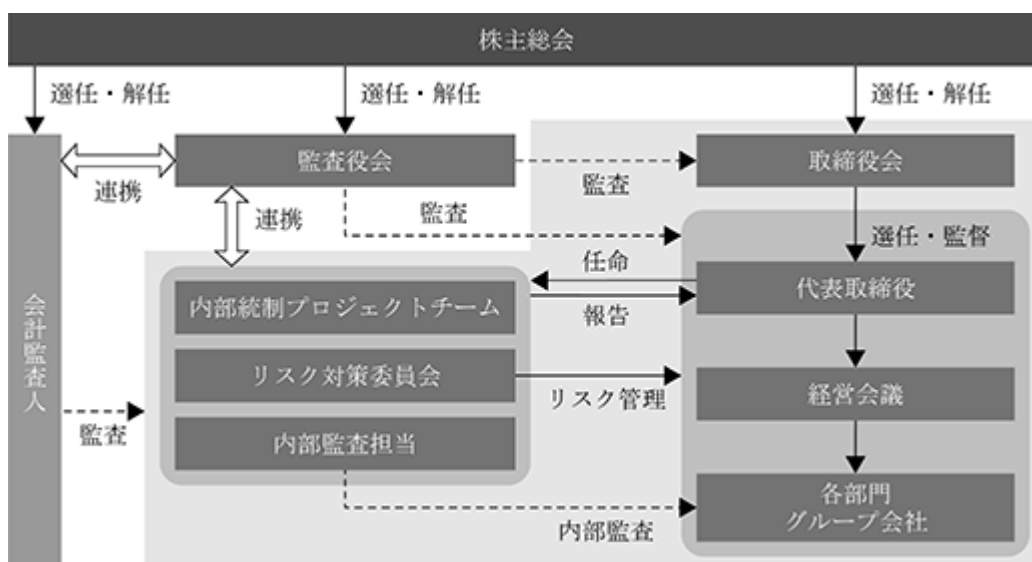 株主総会
選任・解任
選任・解任
選任・解任
監査役会
取締役会
連携
監査
連携
監査
選任・監督
任命
代表取締役
内部統制プロジェクトチーム
報告
会計監査人
リスク対策委員会
リスク管理
経営会議
監査
内部監査担当
各部門
グループ会社
内部監査